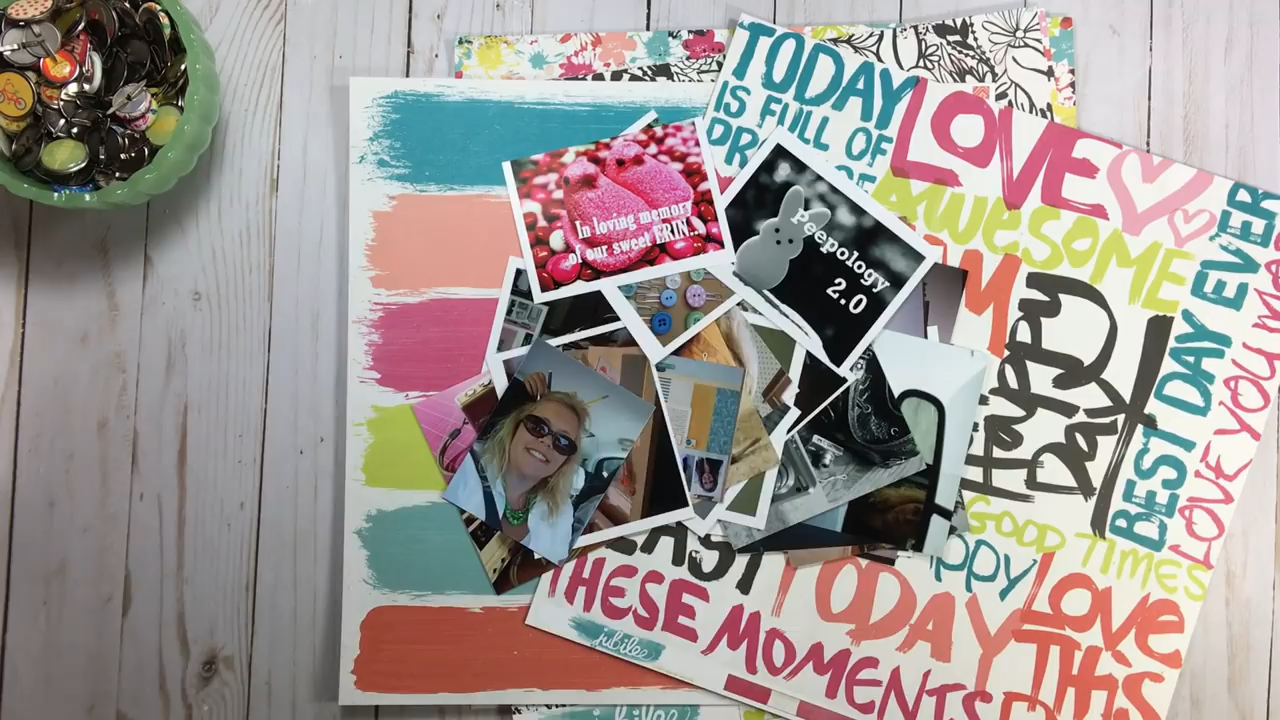 TODAY
IS FULL OF
LOVE
AWESOME
In loving memory
of our sweet ERIN..
Peepology
2.0
Happy
Day
BEST DAY EVER
LOVE YOU
GOOD TIMES
THESE MOMENTS
TODAY
LOVE
THIS
jubilee